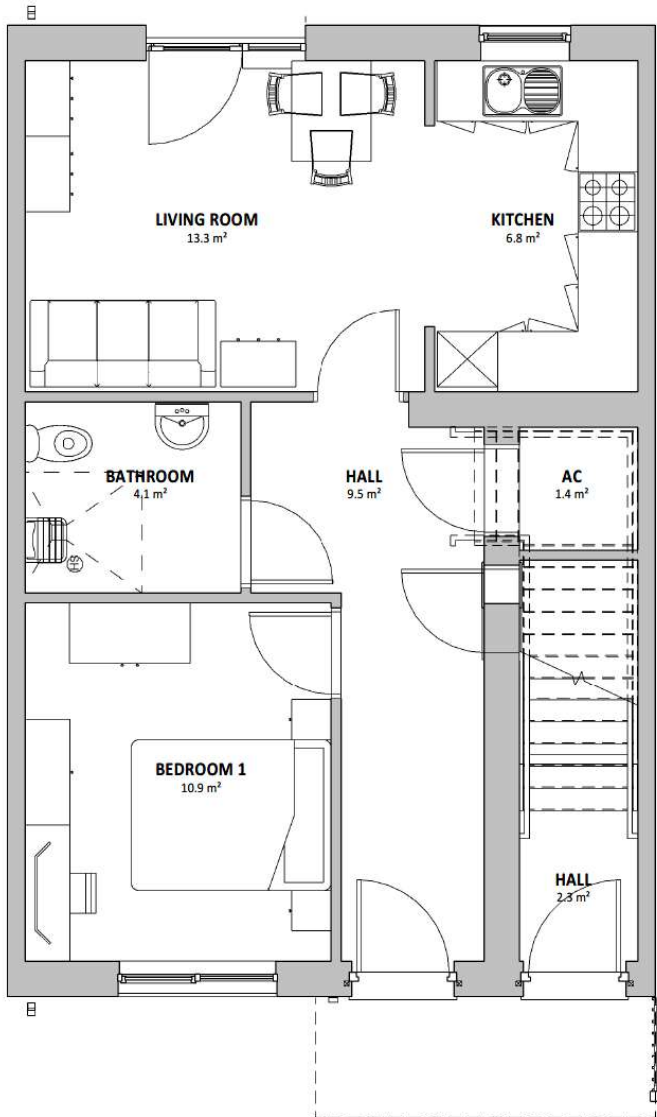 LIVING ROOM
13.3 m²
KITCHEN
6.8 m²
BATHROOM
4.1 m²
HALL
9.5 m²
AC
1.4 m²
BEDROOM 1
10.9 m²
HALL
2.3 m²